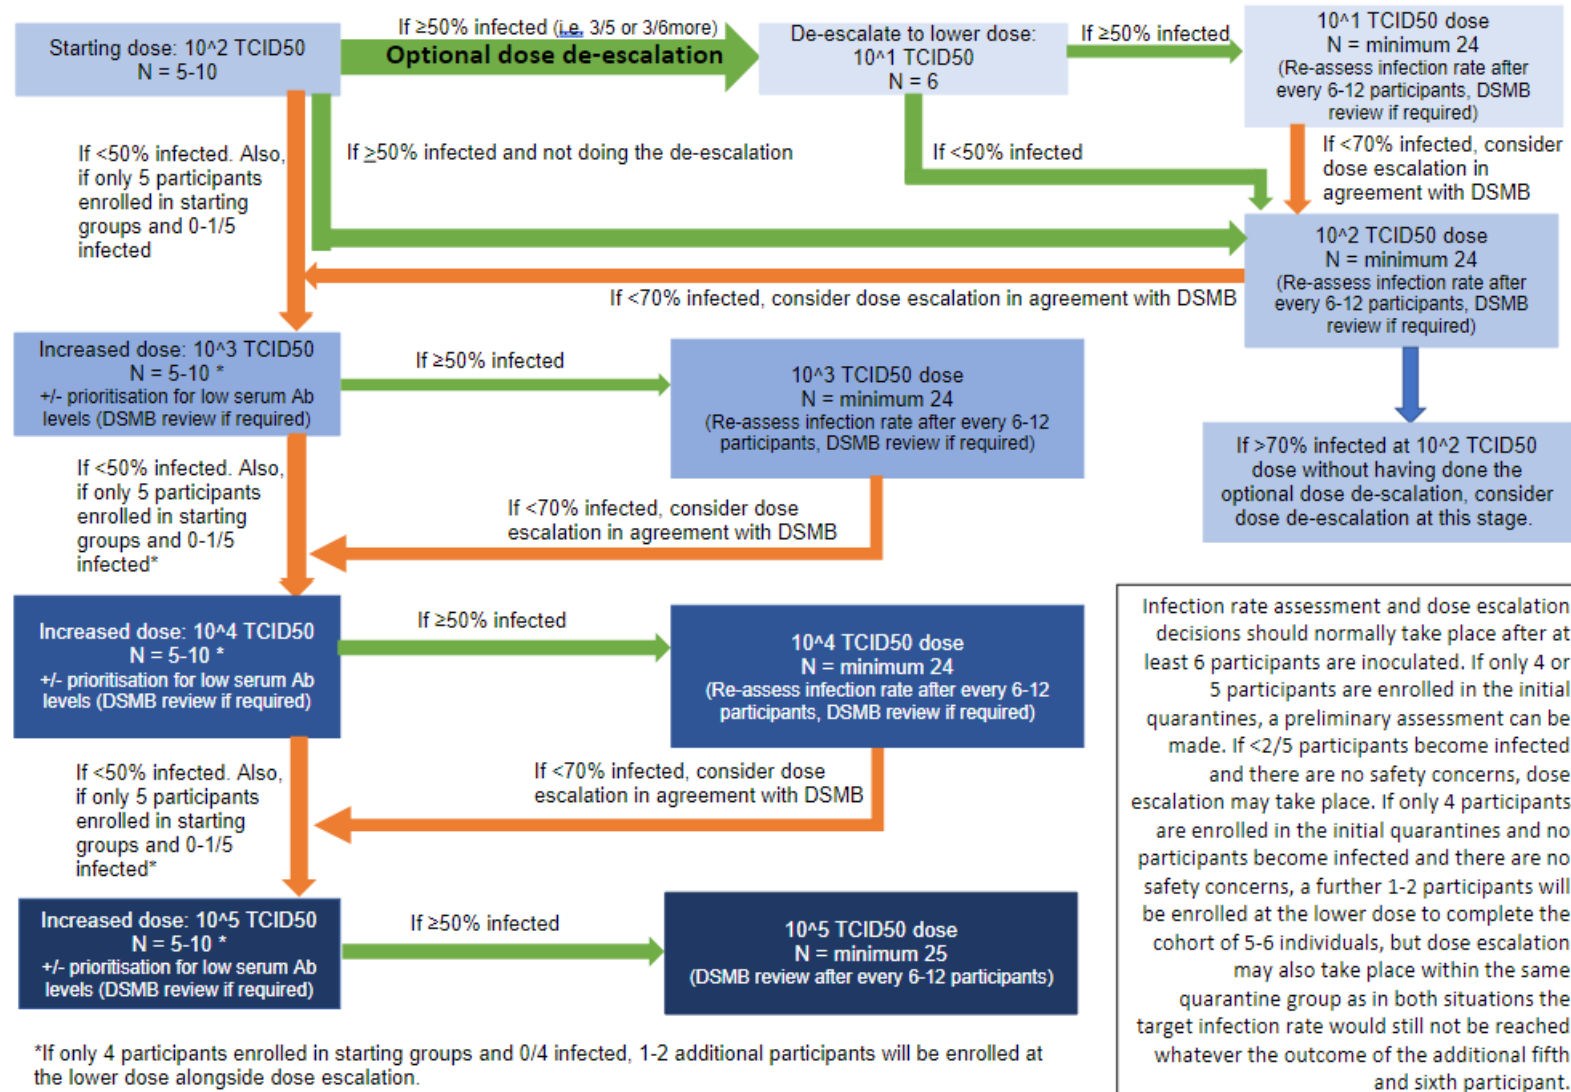 Starting dose: 10^2 TCID50
N = 5-10
If ≥50% infected (i.e. 3/5 or 3/6more)
Optional dose de-escalation
De-escalate to lower dose:
10^1 TCID50
N = 6
If ≥50% infected
10^1 TCID50 dose
N = minimum 24
(Re-assess infection rate after
every 6-12 participants, DSMB
review if required)
If <50% infected. Also,
if only 5 participants
enrolled in starting
groups and 0-1/5
infected
If ≥50% infected and not doing the de-escalation
If <50% infected
If <70% infected, consider
dose escalation in
agreement with DSMB
10^2 TCID50 dose
N = minimum 24
(Re-assess infection rate after
every 6-12 participants, DSMB
review if required)
If <70% infected, consider dose escalation in agreement with DSMB
Increased dose: 10^3 TCID50
N = 5-10 *
+/- prioritisation for low serum Ab
levels (DSMB review if required)
If ≥50% infected
10^3 TCID50 dose
N = minimum 24
(Re-assess infection rate after every 6-12
participants, DSMB review if required)
If >70% infected at 10^2 TCID50
dose without having done the
optional dose de-scalation, consider
dose de-escalation at this stage.
If <50% infected. Also,
if only 5 participants
enrolled in starting
groups and 0-1/5
infected*
If <70% infected, consider dose
escalation in agreement with DSMB
Increased dose: 10^4 TCID50
N = 5-10 *
+/- prioritisation for low serum Ab
levels (DSMB review if required)
If ≥50% infected
10^4 TCID50 dose
N = minimum 24
(Re-assess infection rate after every 6-12
participants, DSMB review if required)
If <50% infected. Also,
if only 5 participants
enrolled in starting
groups and 0-1/5
infected*
If <70% infected, consider dose
escalation in agreement with DSMB
Increased dose: 10^5 TCID50
N = 5-10 *
+/- prioritisation for low serum Ab
levels (DSMB review if required)
If ≥50% infected
10^5 TCID50 dose
N = minimum 25
(DSMB review after every 6-12 participants)
Infection rate assessment and dose escalation
decisions should normally take place after at
least 6 participants are inoculated. If only 4 or
5 participants are enrolled in the initial
quarantines, a preliminary assessment can be
made. If <2/5 participants become infected
and there are no safety concerns, dose
escalation may take place. If only 4 participants
are enrolled in the initial quarantines and no
participants become infected and there are no
safety concerns, a further 1-2 participants will
be enrolled at the lower dose to complete the
cohort of 5-6 individuals, but dose escalation
may also take place within the same
quarantine group as in both situations the
target infection rate would still not be reached
whatever the outcome of the additional fifth
and sixth participant.
*If only 4 participants enrolled in starting groups and 0/4 infected, 1-2 additional participants will be enrolled at
the lower dose alongside dose escalation.